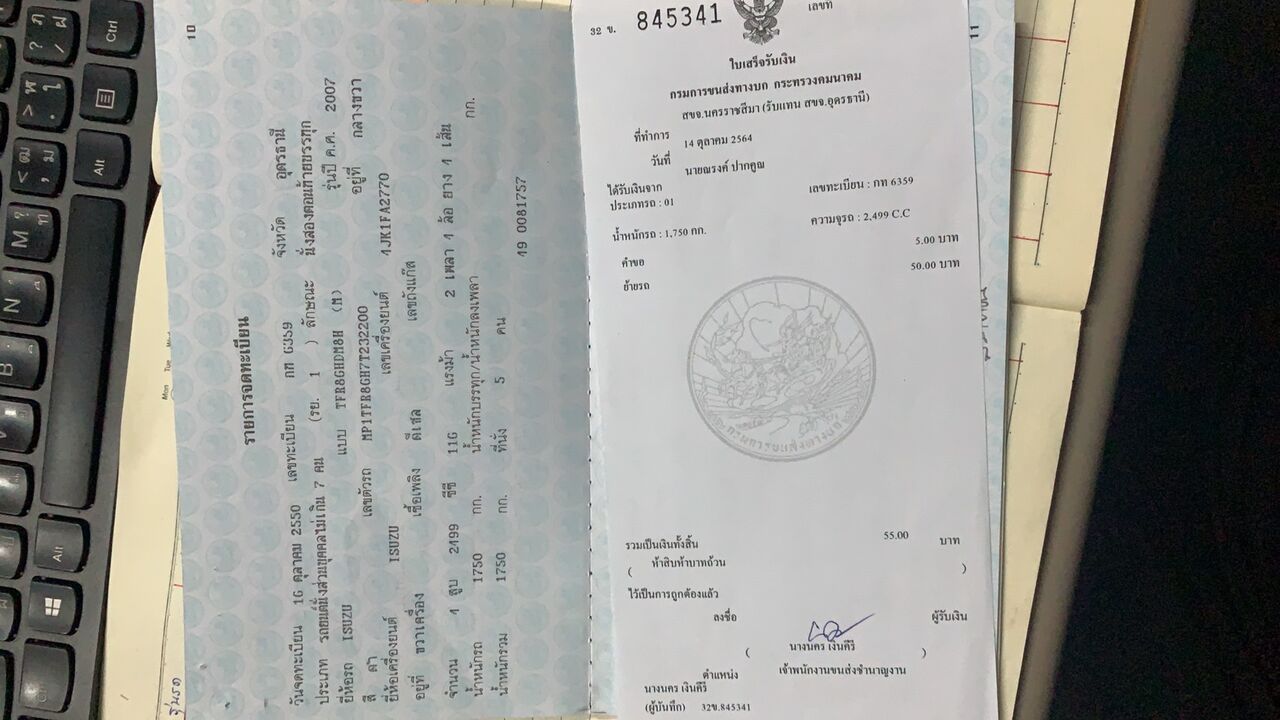 10
รายการจดทะเบียน
วันจดทะเบียน 16 ตุลาคม 2550 เลขทะเบียน กท 6359 จังหวัด อุดรธานี
ประเภท รถยนต์นั่งส่วนบุคคลไม่เกิน 7 คน (รย. 1 ) ลักษณะ นั่งสองตอนท้ายบรรทุก
ยี่ห้อรถ ISUZU แบบ TFR86HDM8H (M) รุ่นปี ค.ศ. 2007
สี ดำ เลขตัวรถ MP1TFR86H7T232200 อยู่ที่ กลางขวา
ยี่ห้อเครื่องยนต์ ISUZU เลขเครื่องยนต์ 4JK1FA2770
อยู่ที่ ขวาเครื่อง เชื้อเพลิง ดีเซล เลขถังแก๊ส
จำนวน 4 สูบ 2499 ซีซี 116 แรงม้า 2 เพลา 4 ล้อ ยาง 4 เส้น
น้ำหนักรถ 1750 กก. น้ำหนักบรรทุก/น้ำหนักลงเพลา กก.
น้ำหนักรวม 1750 กก. ที่นั่ง 5 คน
49 0081757
32 ข. 845341 เลขที่
ใบเสร็จรับเงิน
กรมการขนส่งทางบก กระทรวงคมนาคม
สขจ.นครราชสีมา (รับแทน สขจ.อุดรธานี)
ที่ทำการ
วันที่ 14 ตุลาคม 2564
ได้รับเงินจาก นายณรงค์ ปากคูณ
ประเภทรถ : 01 เลขทะเบียน : กท 6359
น้ำหนักรถ : 1,750 กก. ความจุรถ : 2,499 C.C
คำขอ 5.00 บาท
ย้ายรถ 50.00 บาท
กรมการขนส่งทางบก
รวมเป็นเงินทั้งสิ้น 55.00 บาท
( ห้าสิบห้าบาทถ้วน )
ไว้เป็นการถูกต้องแล้ว
ลงชื่อ ผู้รับเงิน
( นางนคร เงินคีรี )
ตำแหน่ง เจ้าพนักงานขนส่งชำนาญงาน
นางนคร เงินคีรี
(ผู้บันทึก) 32ข.845341
11
Ctrl
Alt
Alt
M
N
B
Mon Tue